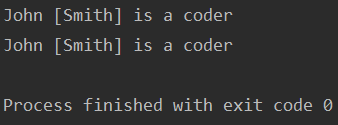 John [Smith] is a coder
John [Smith] is a coder
Process finished with exit code 0